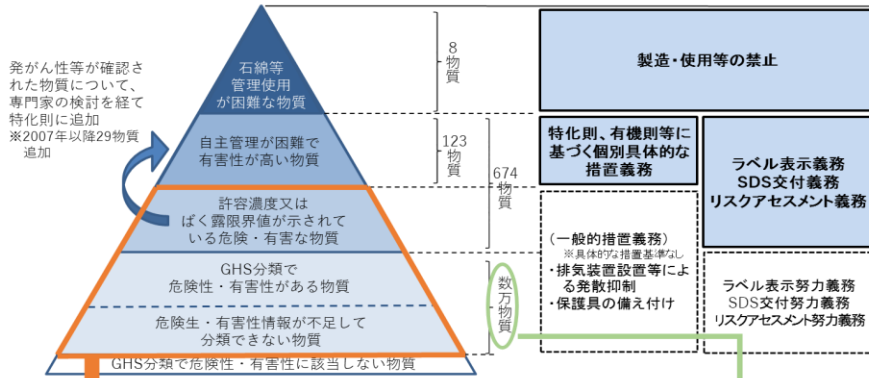 発がん性等が確認さ
れた物質について、
専門家の検討を経て
特化則に追加
※2007年以降29物質
追加
石綿等
管理使用
が困難な物質
自主管理が困難で
有害性が高い物質
許容濃度又は
ばく露限界値が示されて
いる危険・有害な物質
GHS分類で
危険性・有害性がある物質
危険生・有害性情報が不足して
分類できない物質
GHS分類で危険性・有害性に該当しない物質
8
物質
123
物質
674
物質
数万物質
製造・使用等の禁止
特化則、有機則等に
基づく個別具体的な
措置義務
ラベル表示義務
SDS交付義務
リスクアセスメント義務
(一般的措置義務)
※具体的な措置基準なし
・排気装置設置等によ
る発散抑制
・保護具の備え付け
ラベル表示努力義務
SDS交付努力義務
リスクアセスメント努力義務